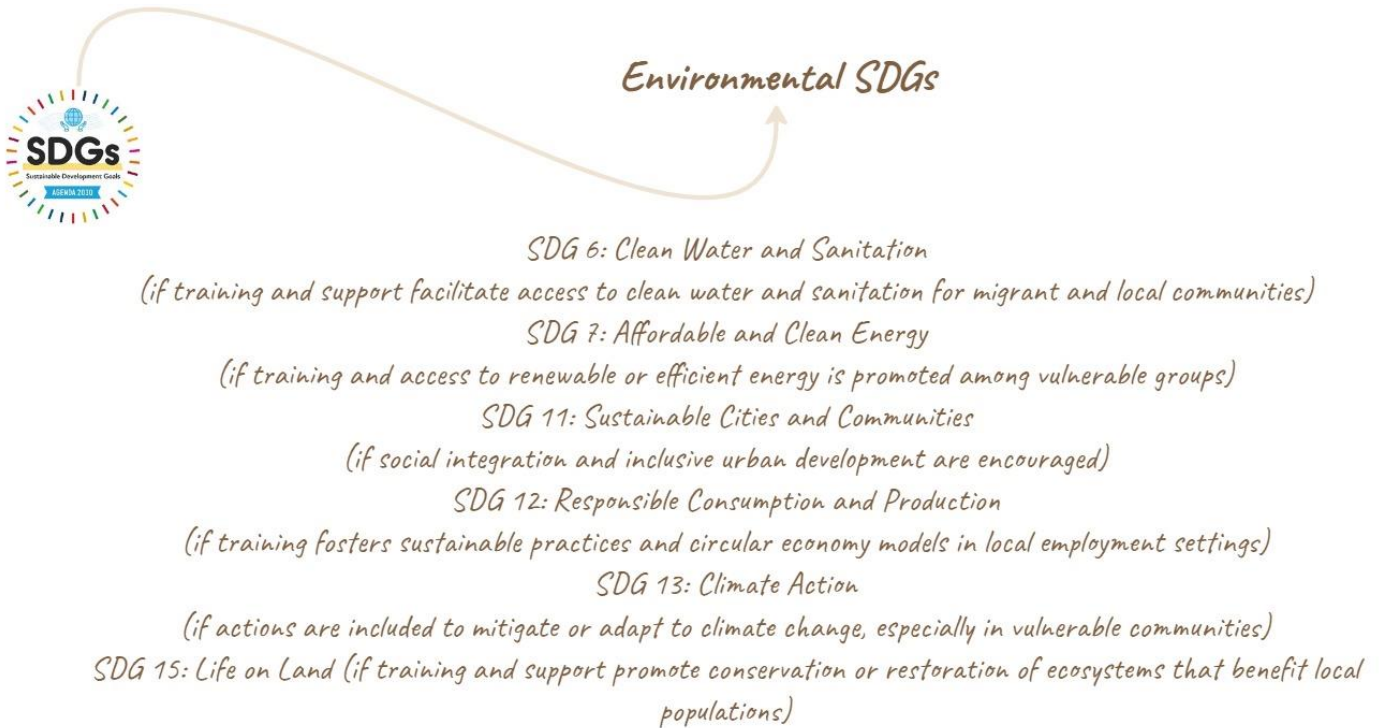 Environmental SDGs
SDGs
Sustainable Development Goals
AGENDA 2030
SDG 6: Clean Water and Sanitation
(if training and support facilitate access to clean water and sanitation for migrant and local communities)
SDG 7: Affordable and Clean Energy
(if training and access to renewable or efficient energy is promoted among vulnerable groups)
SDG 11: Sustainable Cities and Communities
(if social integration and inclusive urban development are encouraged)
SDG 12: Responsible Consumption and Production
(if training fosters sustainable practices and circular economy models in local employment settings)
SDG 13: Climate Action
(if actions are included to mitigate or adapt to climate change, especially in vulnerable communities)
SDG 15: Life on Land (if training and support promote conservation or restoration of ecosystems that benefit local
populations)